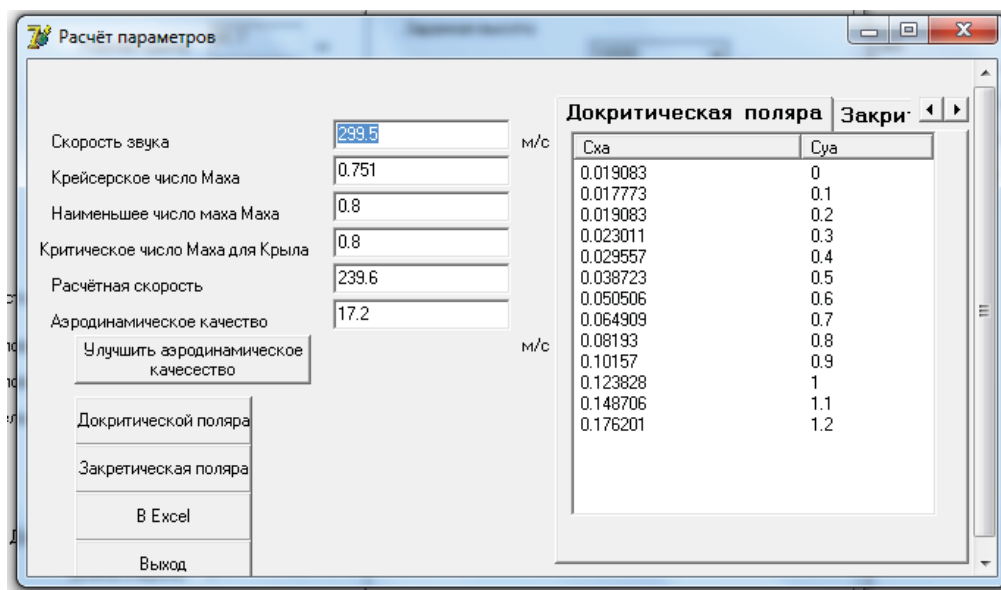 Расчёт параметров
Скорость звука 299.5 м/с
Крейсерское число Маха 0.751
Наименьшее число маха Маха 0.8
Критическое число Маха для Крыла 0.8
Расчётная скорость 239.6
Аэродинамическое качество 17.2
м/с
Улучшить аэродинамическое
качесество
Докритической поляра
Закретическая поляра
В Excel
Выход
Докритическая поляра Закри
Cxa Cya
0.019083 0
0.017773 0.1
0.019083 0.2
0.023011 0.3
0.029557 0.4
0.038723 0.5
0.050506 0.6
0.064909 0.7
0.08193 0.8
0.10157 0.9
0.123828 1
0.148706 1.1
0.176201 1.2